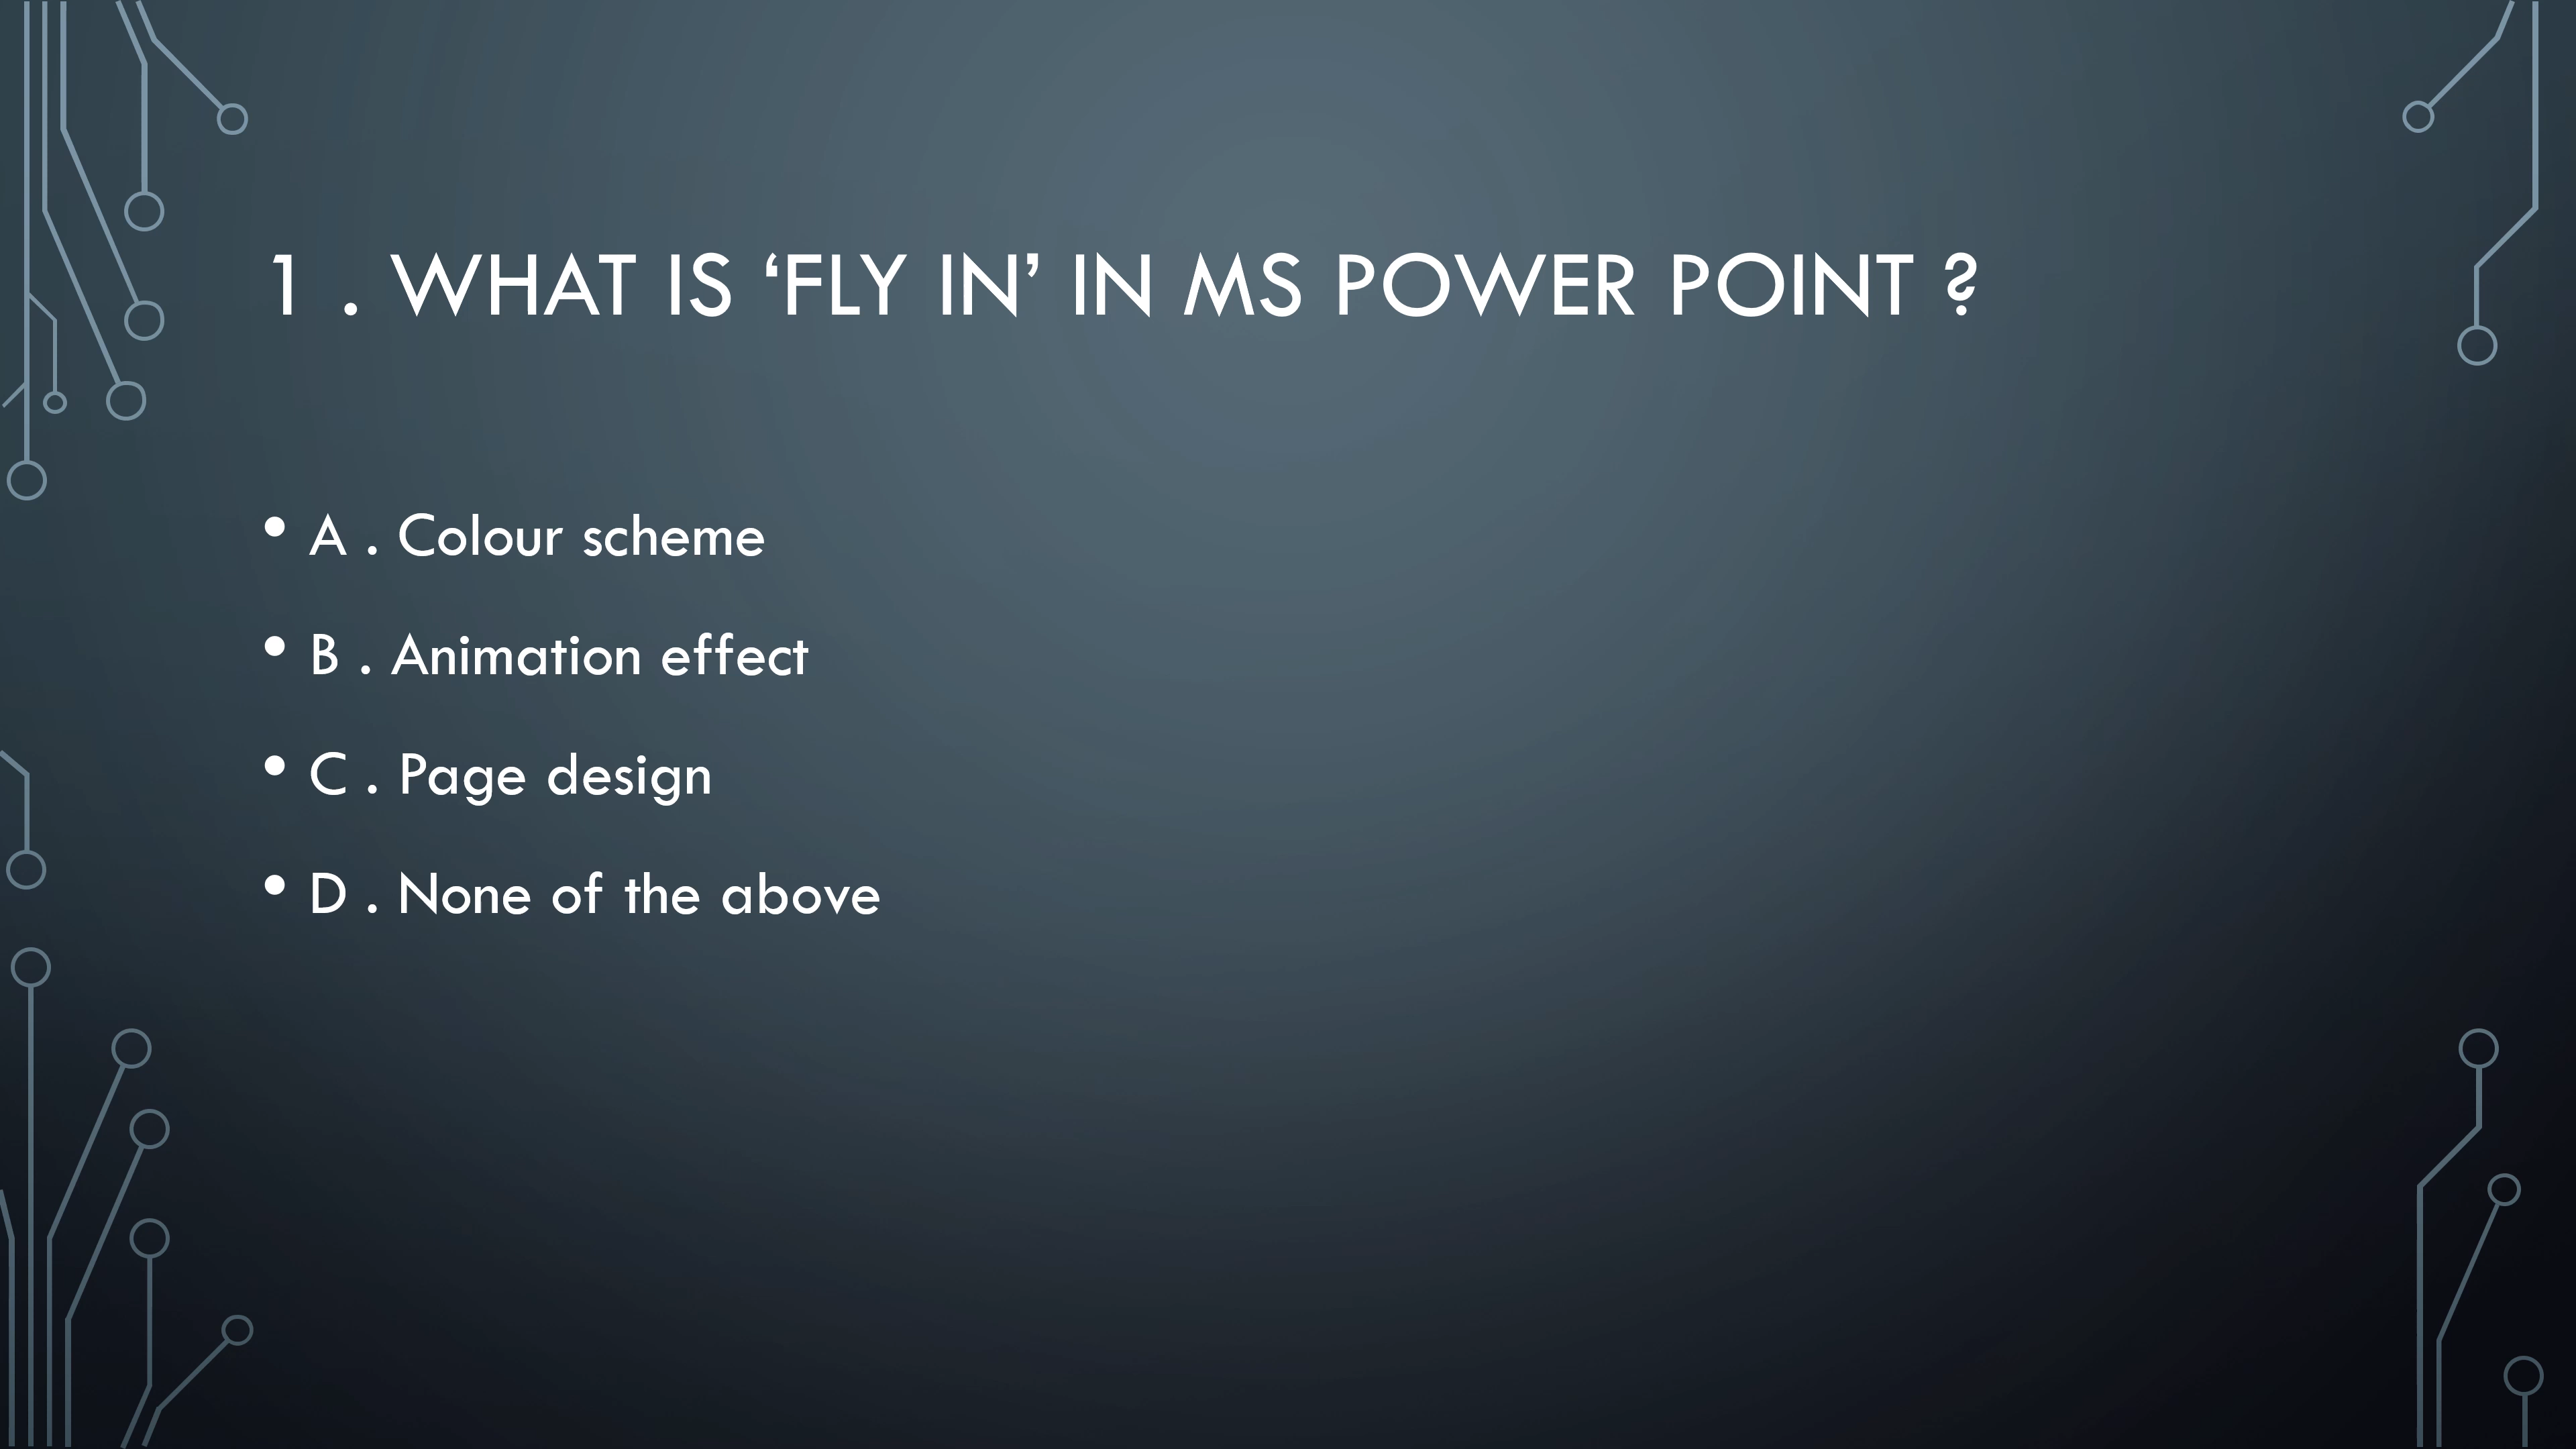 1 . WHAT IS ‘FLY IN’ IN MS POWER POINT ?
• A . Colour scheme
• B . Animation effect
• C . Page design
• D . None of the above